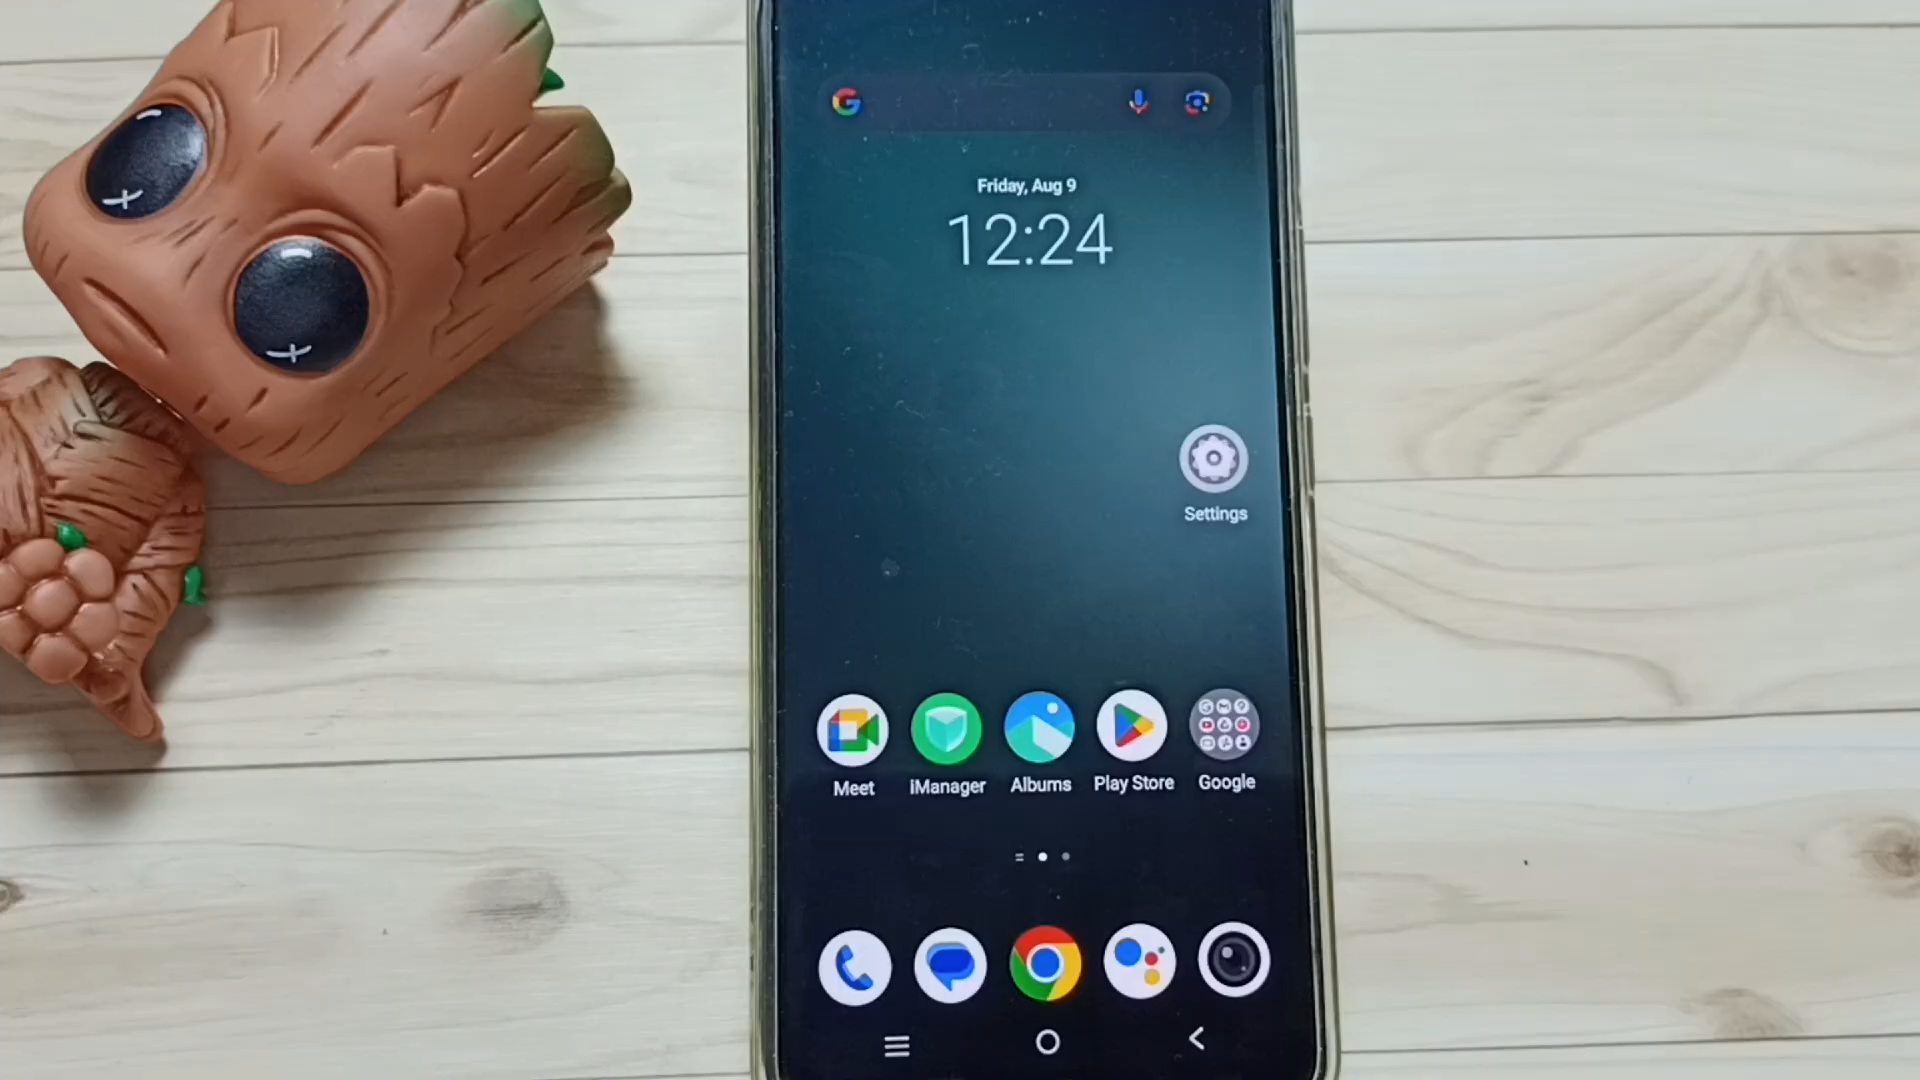 Friday, Aug 9
12:24
Settings
Meet
iManager
Albums
Play Store
Google